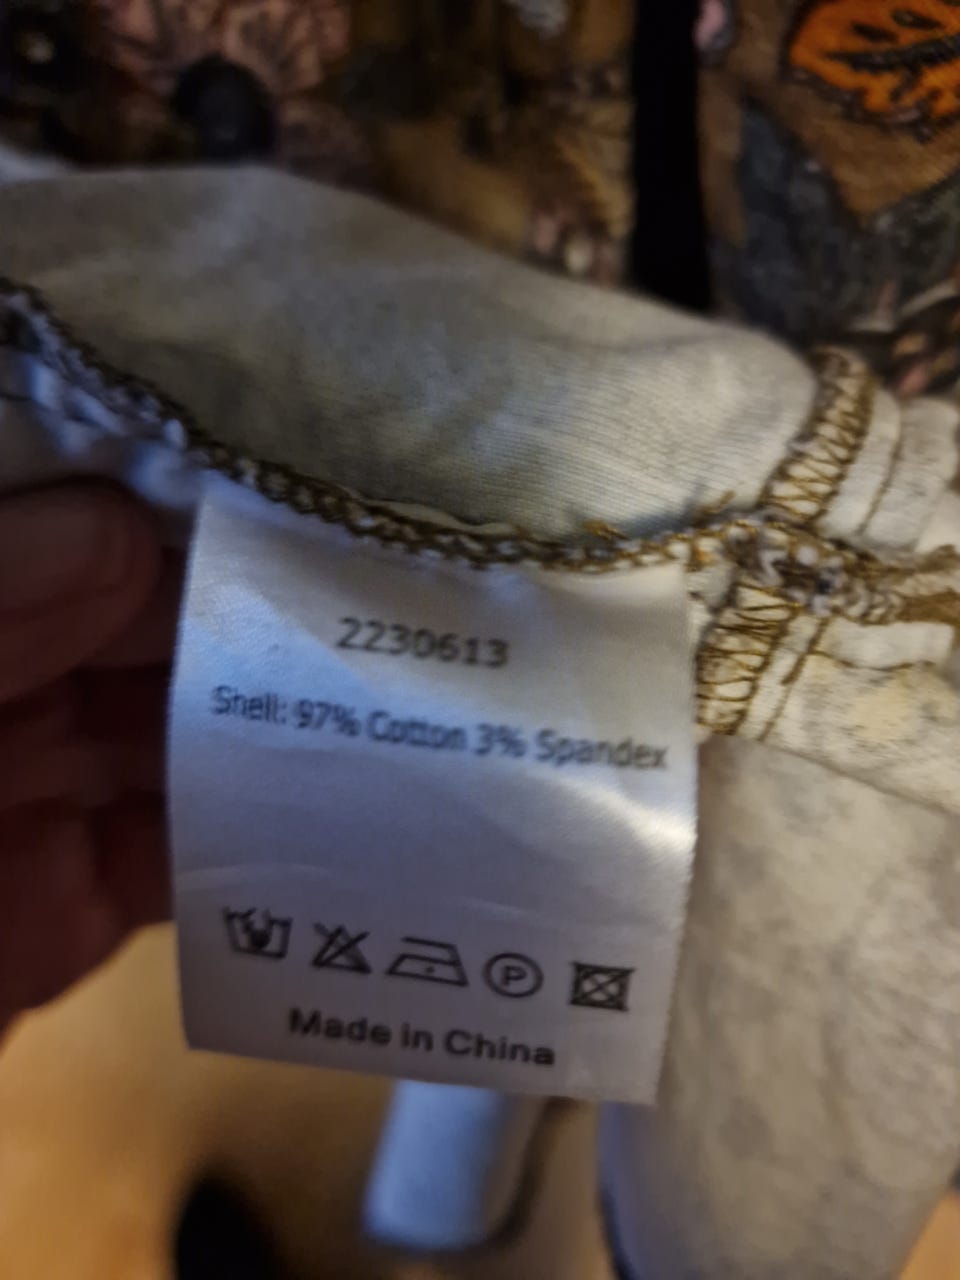 2230613
Shell: 97% Cotton 3% Spandex
P
Made in China